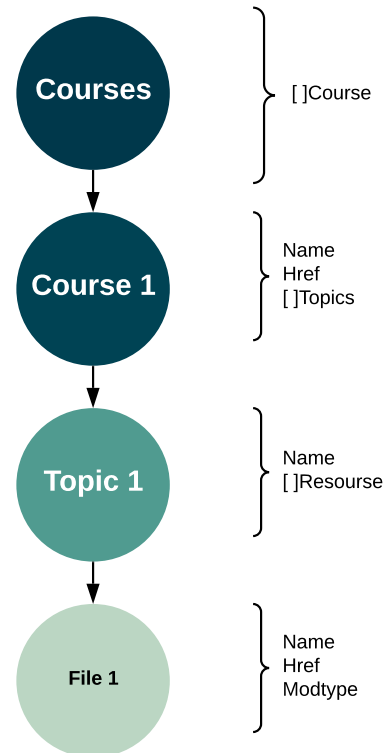 Courses
[ ]Course
Course 1
Name
Href
[ ]Topics
Topic 1
Name
[ ]Resourse
File 1
Name
Href
Modtype